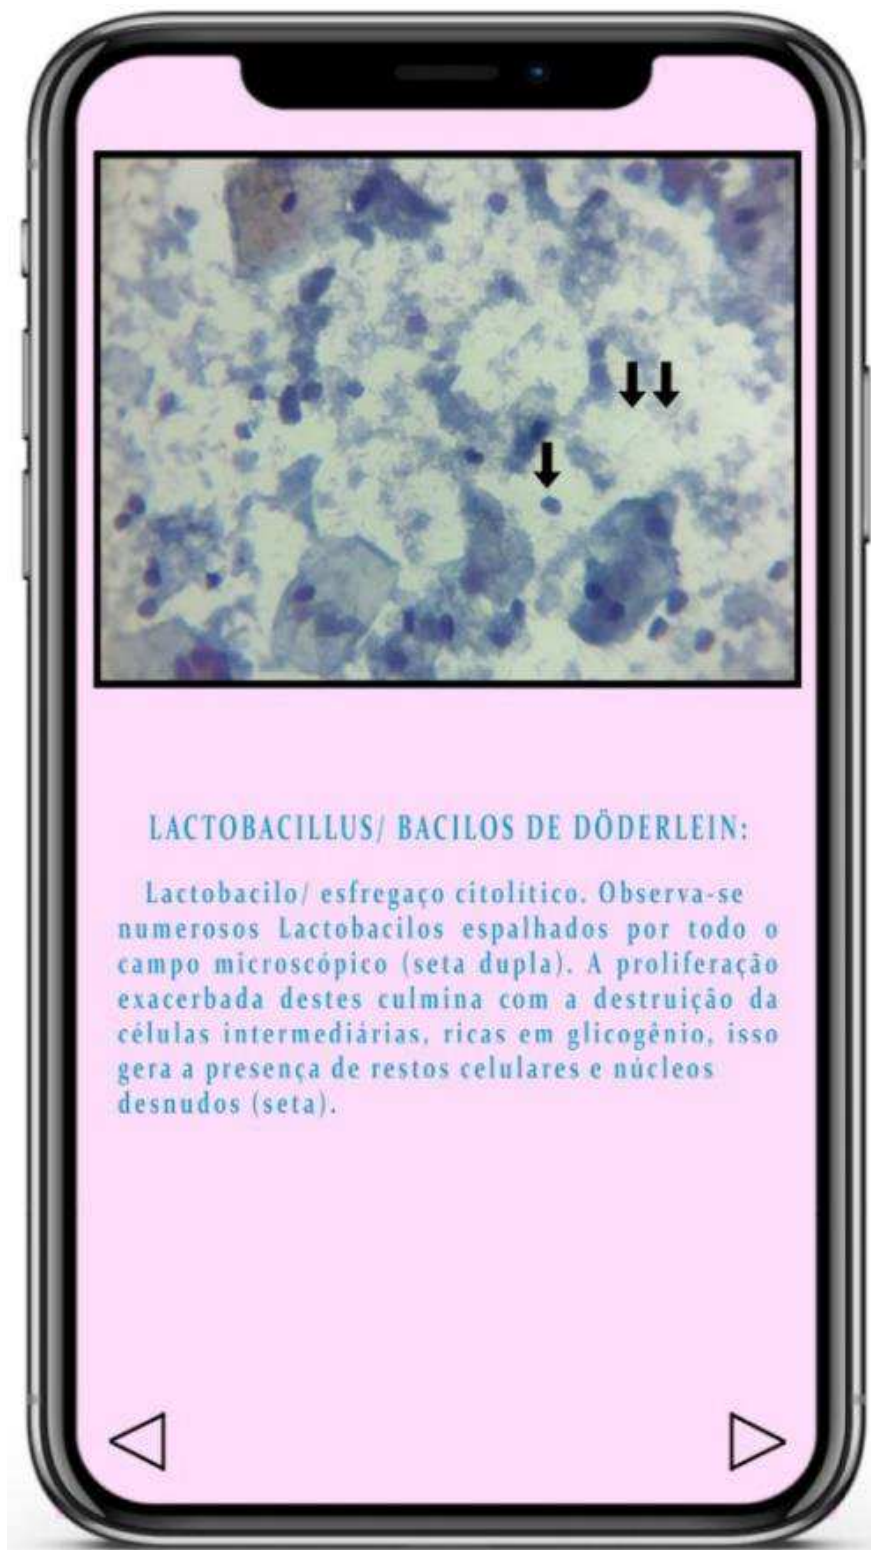 LACTOBACILLUS/ BACILOS DE DÖDERLEIN:
Lactobacilo/ esfregaço citolítico. Observa-se
numerosos Lactobacilos espalhados por todo o
campo microscópico (seta dupla). A proliferação
exacerbada destes culmina com a destruição da
células intermediárias, ricas em glicogênio, isso
gera a presença de restos celulares e núcleos
desnudos (seta).